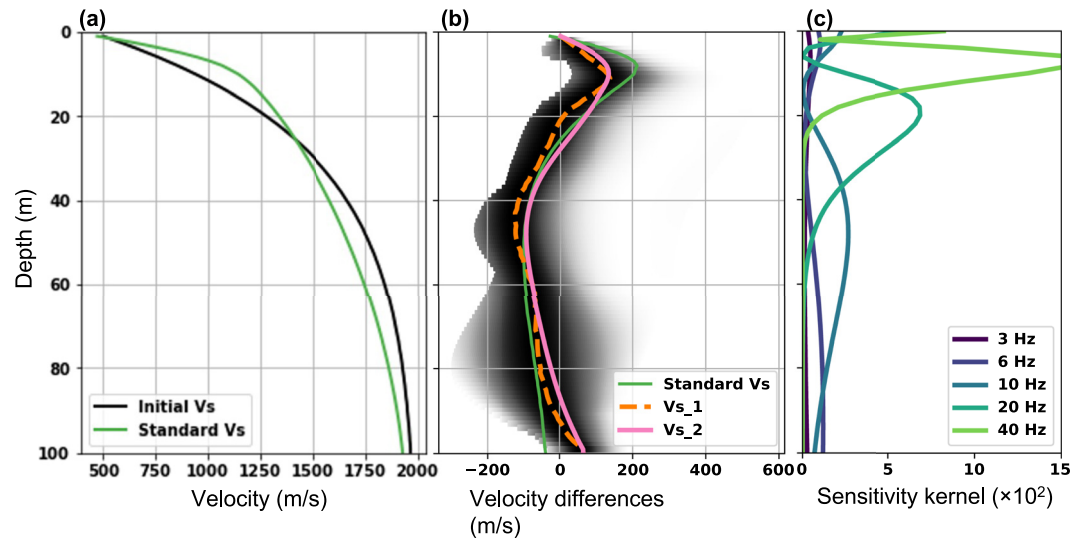 (a)
(b)
(c)
0
20
40
60
80
100
Depth (m)
500
750
1000
1250
1500
1750
2000
Velocity (m/s)
Initial Vs
Standard Vs
−200
0
200
400
600
Velocity differences
(m/s)
Standard Vs
Vs_1
Vs_2
0
5
10
15
Sensitivity kernel (×10²)
3 Hz
6 Hz
10 Hz
20 Hz
40 Hz